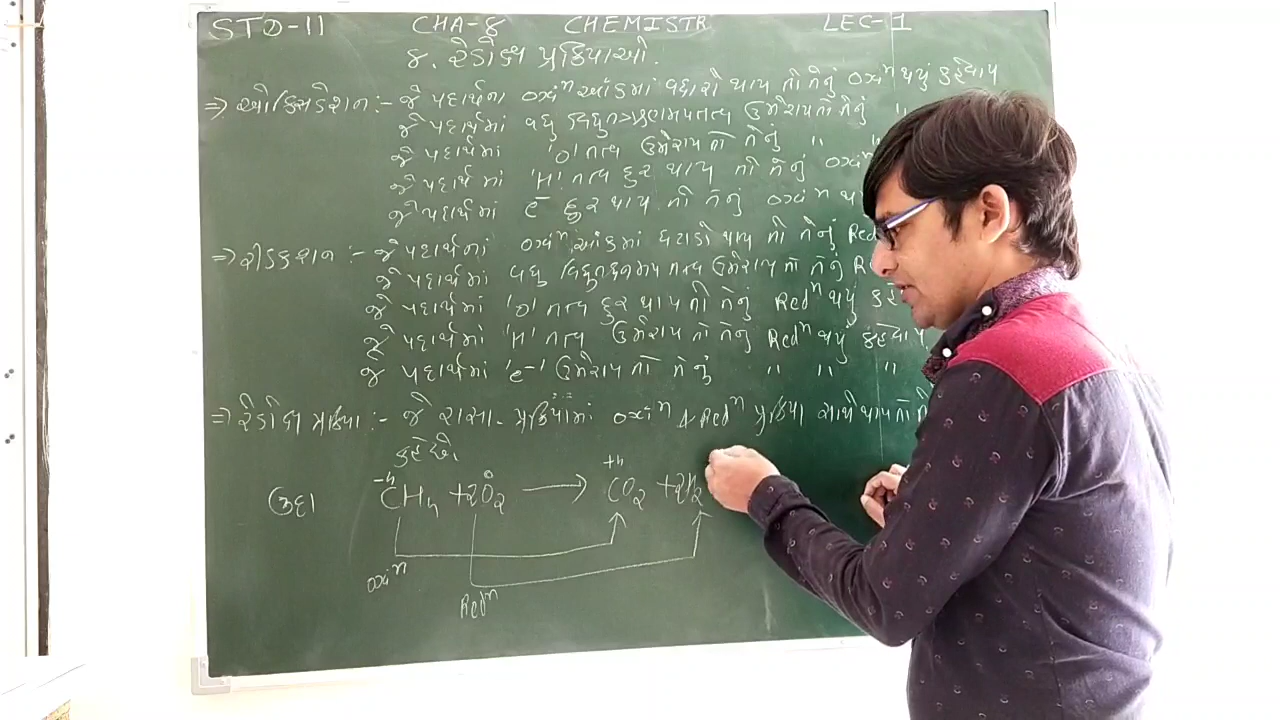 STD-11 CHA-8 CHEMISTR LEC-1
૪. રેડોક્ષ પ્રક્રિયાઓ.
⇒ ઓક્સિડેશન :- જે પદાર્થના oxiⁿ આંકમાં વધારો થાય તો તેનું oxiⁿ થયું કહેવાય
જે પદાર્થમાં વધુ વિદ્યુતઋણમય તત્વ ઉમેરાય તો તેનું "
જે પદાર્થમાં 'O' તત્વ ઉમેરાય તો તેનું " "
જે પદાર્થ માં 'H' તત્વ દુર થાય તો તેનું oxiⁿ
જે પદાર્થમાં e⁻ દુર થાય તો તેનું oxiⁿ થ
⇒ રીડક્શન :- જે પદાર્થમાં oxiⁿ આંકમાં ઘટાડો થાય તો તેનું Red
જે પદાર્થમાં વધુ વિદ્યુતધનમય તત્વ ઉમેરાય તો તેનું R
જે પદાર્થમાં 'O' તત્વ દુર થાય તો તેનું Redⁿ થયું કહે
જે પદાર્થમાં 'H' તત્વ ઉમેરાય તો તેનું Redⁿ થયું કહેવાય.
જે પદાર્થમાં 'e⁻' ઉમેરાય તો તેનું " " "
⇒ રેડોક્ષ પ્રક્રિયા :- જે રાસા. પ્રક્રિયામાં oxiⁿ & Redⁿ પ્રક્રિયા સાથે થાય તો તે
કહે છે.
-4 0 +4
ઉદા CH₄ + 2O₂ ⟶ CO₂ + 2H₂
oxiⁿ
Redⁿ